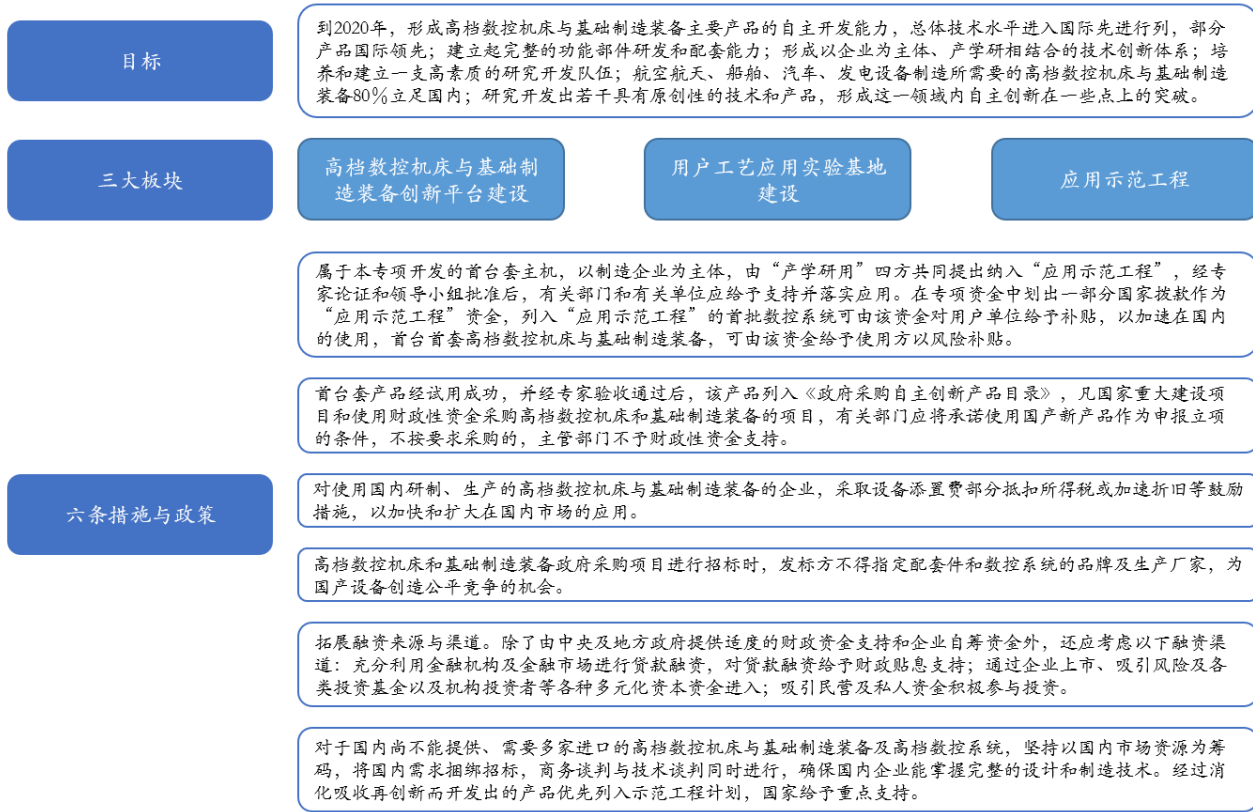 目标
到2020年，形成高档数控机床与基础制造装备主要产品的自主开发能力，总体技术水平进入国际先进行列，部分
产品国际领先；建立起完整的功能部件研发和配套能力；形成以企业为主体、产学研相结合的技术创新体系；培
养和建立一支高素质的研究开发队伍；航空航天、船舶、汽车、发电设备制造所需要的高档数控机床与基础制造
装备80%立足国内；研究开发出若干具有原创性的技术和产品，形成这一领域内自主创新在一些点上的突破。
三大板块
高档数控机床与基础制
造装备创新平台建设
用户工艺应用实验基地
建设
应用示范工程
六条措施与政策
属于本专项开发的首台套主机，以制造企业为主体，由“产学研用”四方共同提出纳入“应用示范工程”，经专
家论证和领导小组批准后，有关部门和有关单位应给予支持并落实应用。在专项资金中划出一部分国家拨款作为
“应用示范工程”资金，列入“应用示范工程”的首批数控系统可由该资金对用户单位给予补贴，以加速在国内
的使用，首台首套高档数控机床与基础制造装备，可由该资金给予使用方以风险补贴。
首台套产品经试用成功，并经专家验收通过后，该产品列入《政府采购自主创新产品目录》，凡国家重大建设项
目和使用财政性资金采购高档数控机床和基础制造装备的项目，有关部门应将承诺使用国产新产品作为申报立项
的条件，不按要求采购的，主管部门不予财政性资金支持。
对使用国内研制、生产的高档数控机床与基础制造装备的企业，采取设备添置费部分抵扣所得税或加速折旧等鼓励
措施，以加快和扩大在国内市场的应用。
高档数控机床和基础制造装备政府采购项目进行招标时，发标方不得指定配套件和数控系统的品牌及生产厂家，为
国产设备创造公平竞争的机会。
拓展融资来源与渠道。除了由中央及地方政府提供适度的财政资金支持和企业自筹资金外，还应考虑以下融资渠
道：充分利用金融机构及金融市场进行贷款融资，对贷款融资给予财政贴息支持；通过企业上市、吸引风险及各
类投资基金以及机构投资者等各种多元化资本资金进入；吸引民营及私人资金积极参与投资。
对于国内尚不能提供、需要多家进口的高档数控机床与基础制造装备及高档数控系统，坚持以国内市场资源为筹
码，将国内需求捆绑招标，商务谈判与技术谈判同时进行，确保国内企业能掌握完整的设计和制造技术。经过消
化吸收再创新而开发出的产品优先列入示范工程计划，国家给予重点支持。